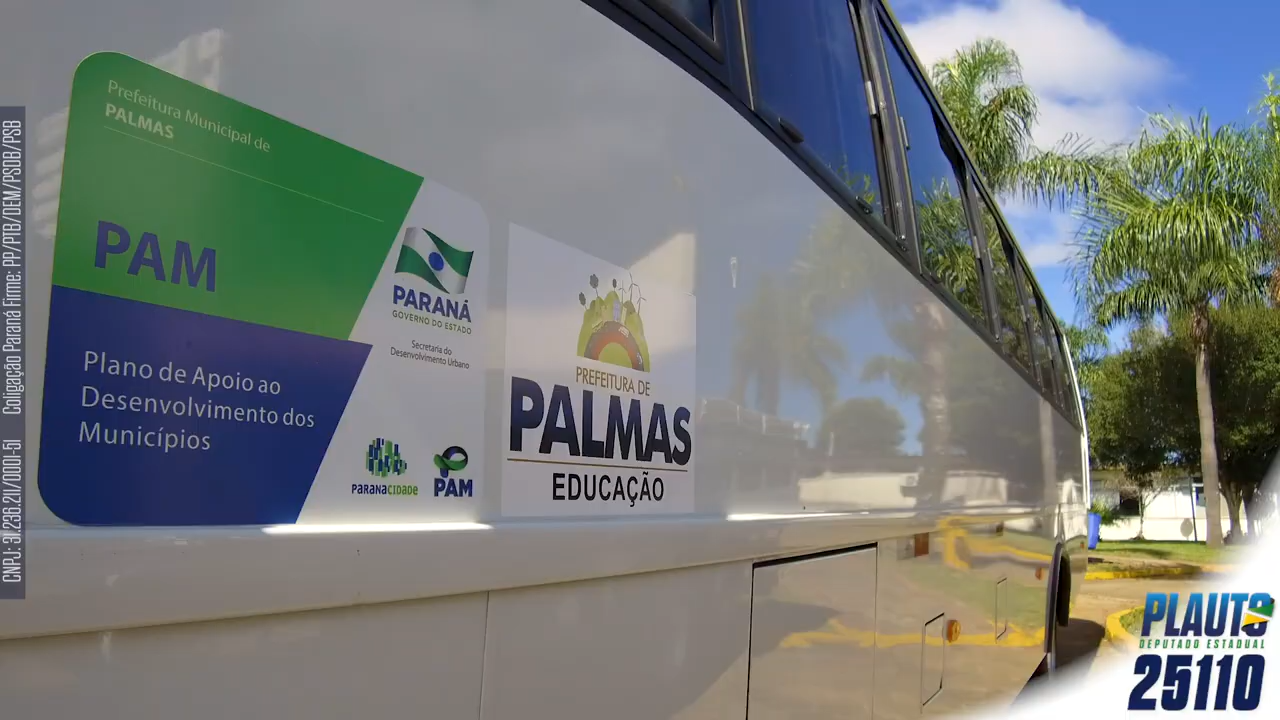 Coligação Paraná Firme: PP/PTB/DEM/PSDB/PSB
CNPJ: 31.236.211/0001-51
Prefeitura Municipal de
PALMAS
PAM
Plano de Apoio ao
Desenvolvimento dos
Municípios
PARANÁ
GOVERNO DO ESTADO
Secretaria do
Desenvolvimento Urbano
PARANACIDADE
PAM
PREFEITURA DE
PALMAS
EDUCAÇÃO
PLAUTO
DEPUTADO ESTADUAL
25110